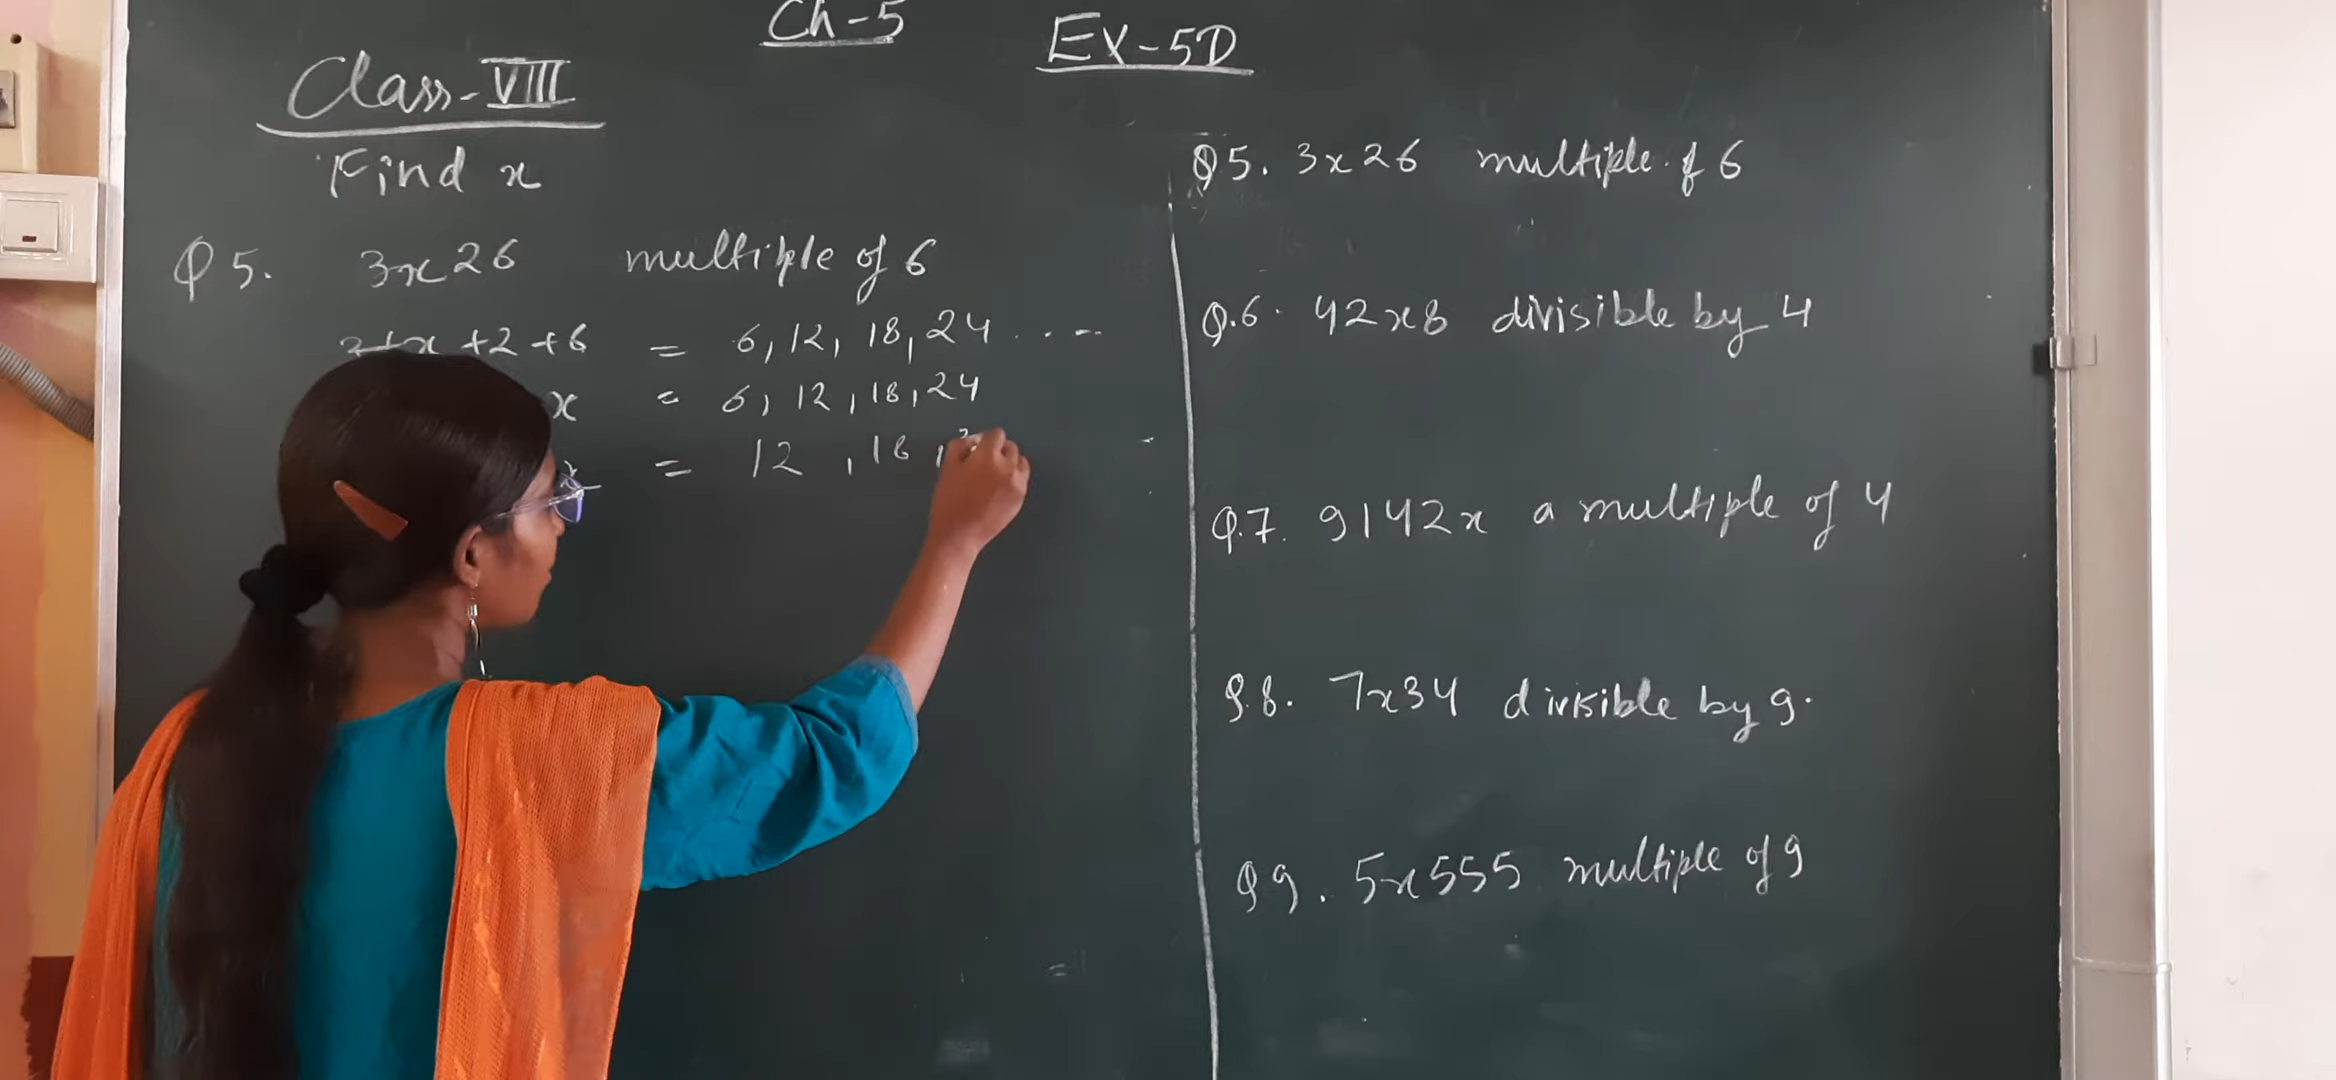 Ch-5
Ex-5D
Class-VIII
Find x
Q 5. 3x26 multiple of 6
3+x+2+6 = 6, 12, 18, 24 ....
x = 6, 12, 18, 24
x = 12, 18,
Q5. 3x26 multiple of 6
Q.6. 42x8 divisible by 4
Q.7. 9142x a multiple of 4
Q.8. 7x34 divisible by 9.
Q9. 5x555 multiple of 9